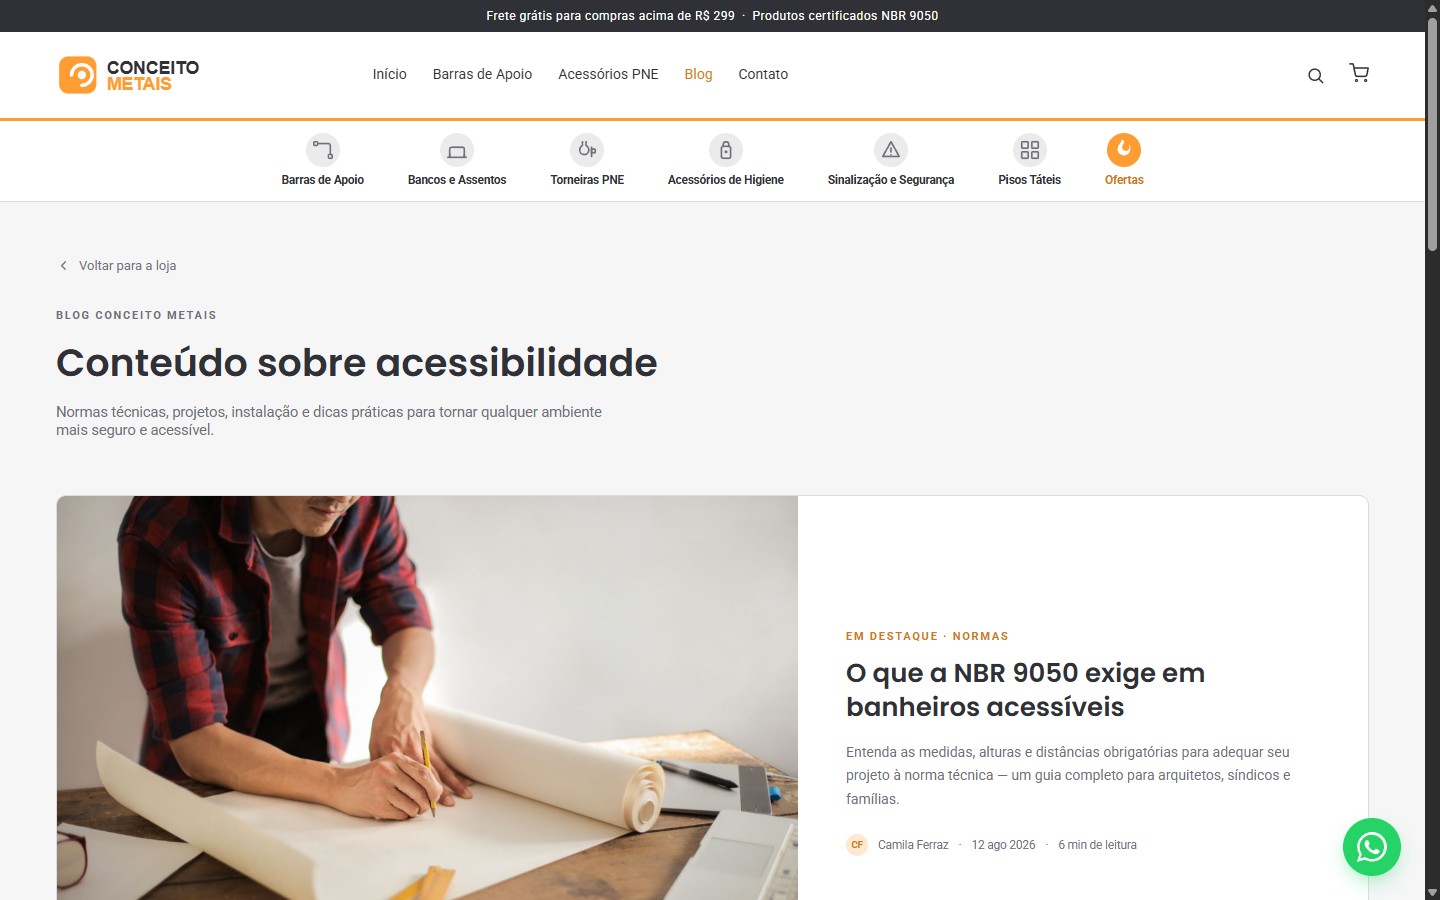 Frete grátis para compras acima de R$ 299 · Produtos certificados NBR 9050
CONCEITO
METAIS
Início
Barras de Apoio
Acessórios PNE
Blog
Contato
Barras de Apoio
Bancos e Assentos
Torneiras PNE
Acessórios de Higiene
Sinalização e Segurança
Pisos Táteis
Ofertas
Voltar para a loja
BLOG CONCEITO METAIS
Conteúdo sobre acessibilidade
Normas técnicas, projetos, instalação e dicas práticas para tornar qualquer ambiente
mais seguro e acessível.
EM DESTAQUE · NORMAS
O que a NBR 9050 exige em
banheiros acessíveis
Entenda as medidas, alturas e distâncias obrigatórias para adequar seu
projeto à norma técnica — um guia completo para arquitetos, síndicos e
famílias.
CF Camila Ferraz · 12 ago 2026 · 6 min de leitura